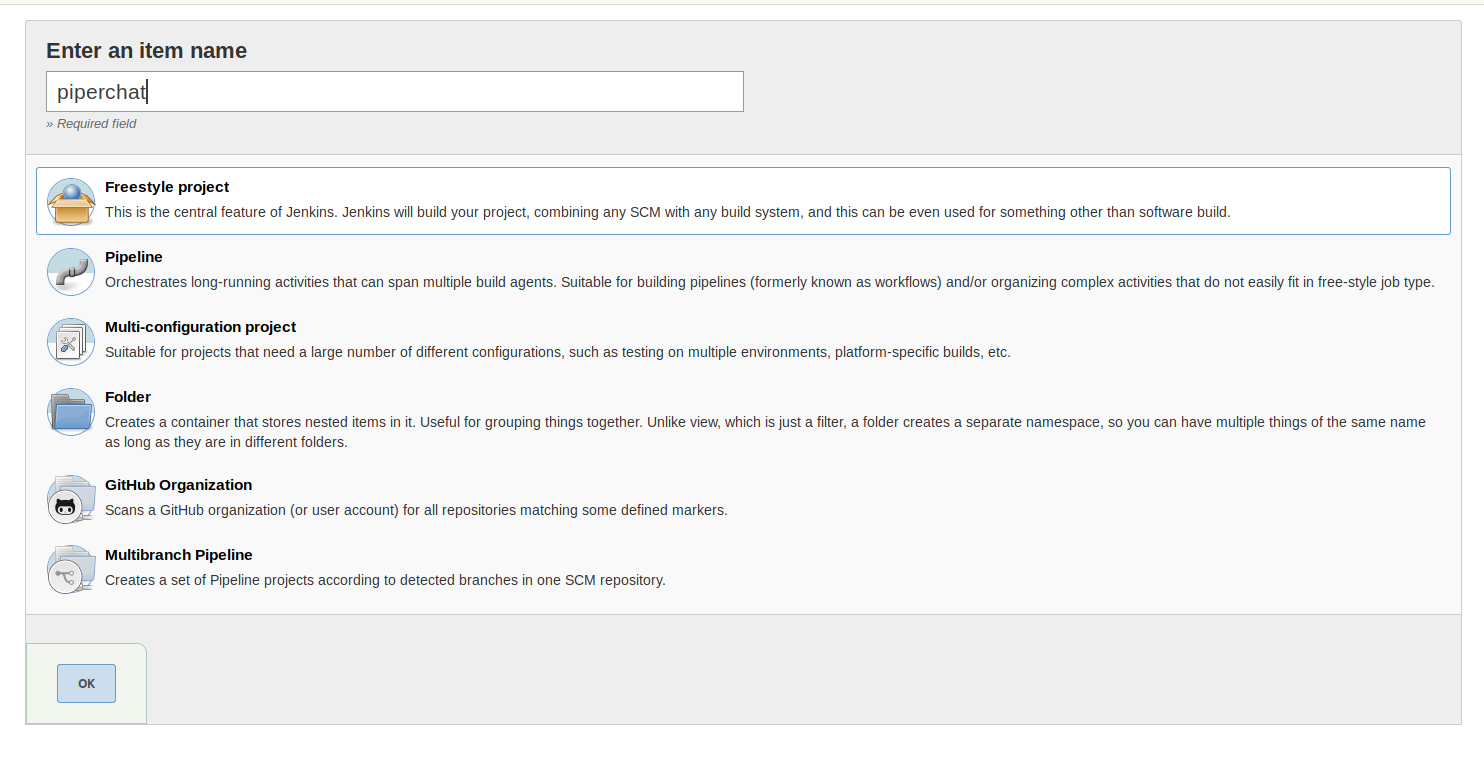 Enter an item name
piperchat
» Required field
Freestyle project
This is the central feature of Jenkins. Jenkins will build your project, combining any SCM with any build system, and this can be even used for something other than software build.
Pipeline
Orchestrates long-running activities that can span multiple build agents. Suitable for building pipelines (formerly known as workflows) and/or organizing complex activities that do not easily fit in free-style job type.
Multi-configuration project
Suitable for projects that need a large number of different configurations, such as testing on multiple environments, platform-specific builds, etc.
Folder
Creates a container that stores nested items in it. Useful for grouping things together. Unlike view, which is just a filter, a folder creates a separate namespace, so you can have multiple things of the same name
as long as they are in different folders.
GitHub Organization
Scans a GitHub organization (or user account) for all repositories matching some defined markers.
Multibranch Pipeline
Creates a set of Pipeline projects according to detected branches in one SCM repository.
OK